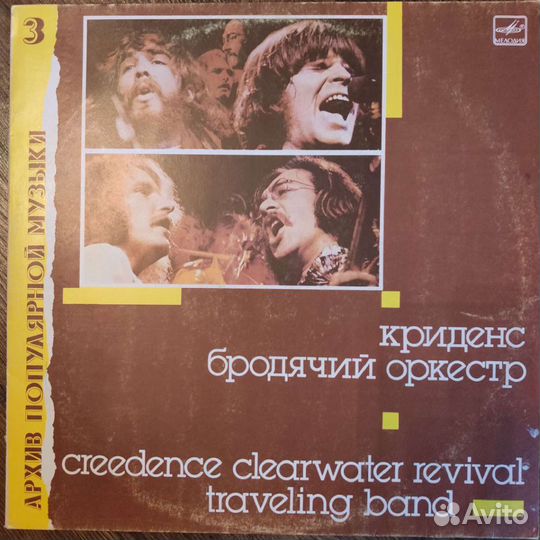 3
МЕЛОДИЯ
АРХИВ ПОПУЛЯРНОЙ МУЗЫКИ
криденс
бродячий оркестр
creedence clearwater revival
traveling band
Avito